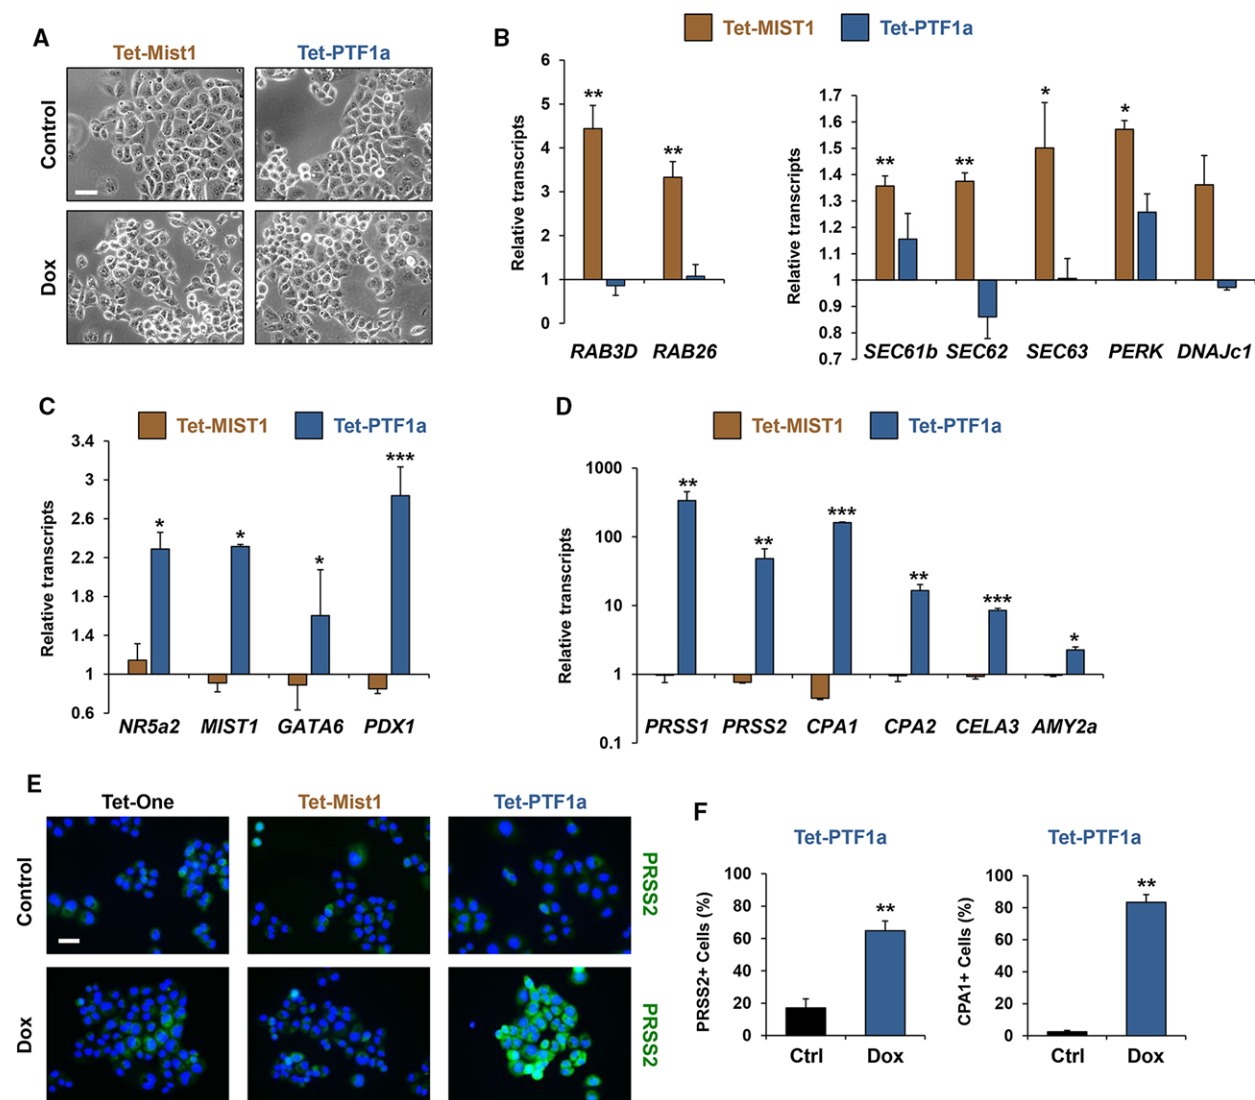 A
Tet-Mist1 Tet-PTF1a
Control
Dox
B
Tet-MIST1 Tet-PTF1a
Relative transcripts
6
5
4
3
2
1
0
** **
RAB3D RAB26
Relative transcripts
1.7
1.6
1.5
1.4
1.3
1.2
1.1
1
0.9
0.8
0.7
** ** * *
SEC61b SEC62 SEC63 PERK DNAJc1
C
Tet-MIST1 Tet-PTF1a
Relative transcripts
3.4
3
2.6
2.2
1.8
1.4
1
0.6
* * * ***
NR5a2 MIST1 GATA6 PDX1
D
Tet-MIST1 Tet-PTF1a
Relative transcripts
1000
100
10
1
0.1
** ** *** ** *** *
PRSS1 PRSS2 CPA1 CPA2 CELA3 AMY2a
E
Tet-One Tet-Mist1 Tet-PTF1a
Control
PRSS2
Dox
PRSS2
F
Tet-PTF1a
PRSS2+ Cells (%)
100
80
60
40
20
0
**
Ctrl Dox
Tet-PTF1a
CPA1+ Cells (%)
100
80
60
40
20
0
**
Ctrl Dox